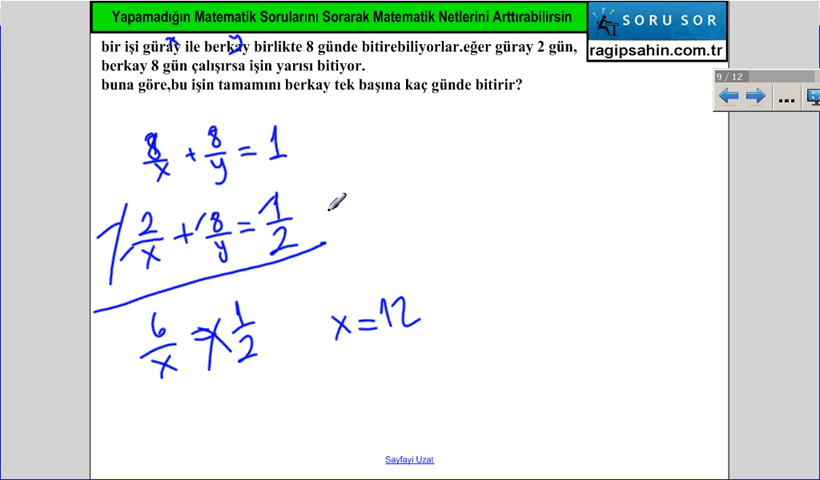 Yapamadığın Matematik Sorularını Sorarak Matematik Netlerini Arttırabilirsin
SORU SOR
ragipsahin.com.tr
x y
bir işi güray ile berkay birlikte 8 günde bitirebiliyorlar.eğer güray 2 gün,
berkay 8 gün çalışırsa işin yarısı bitiyor.
buna göre,bu işin tamamını berkay tek başına kaç günde bitirir?
9 / 12
...
8/x + 8/y = 1
-/ 2/x + 8/y = 1/2
6/x = 1/2 x = 12
Sayfayi Uzat